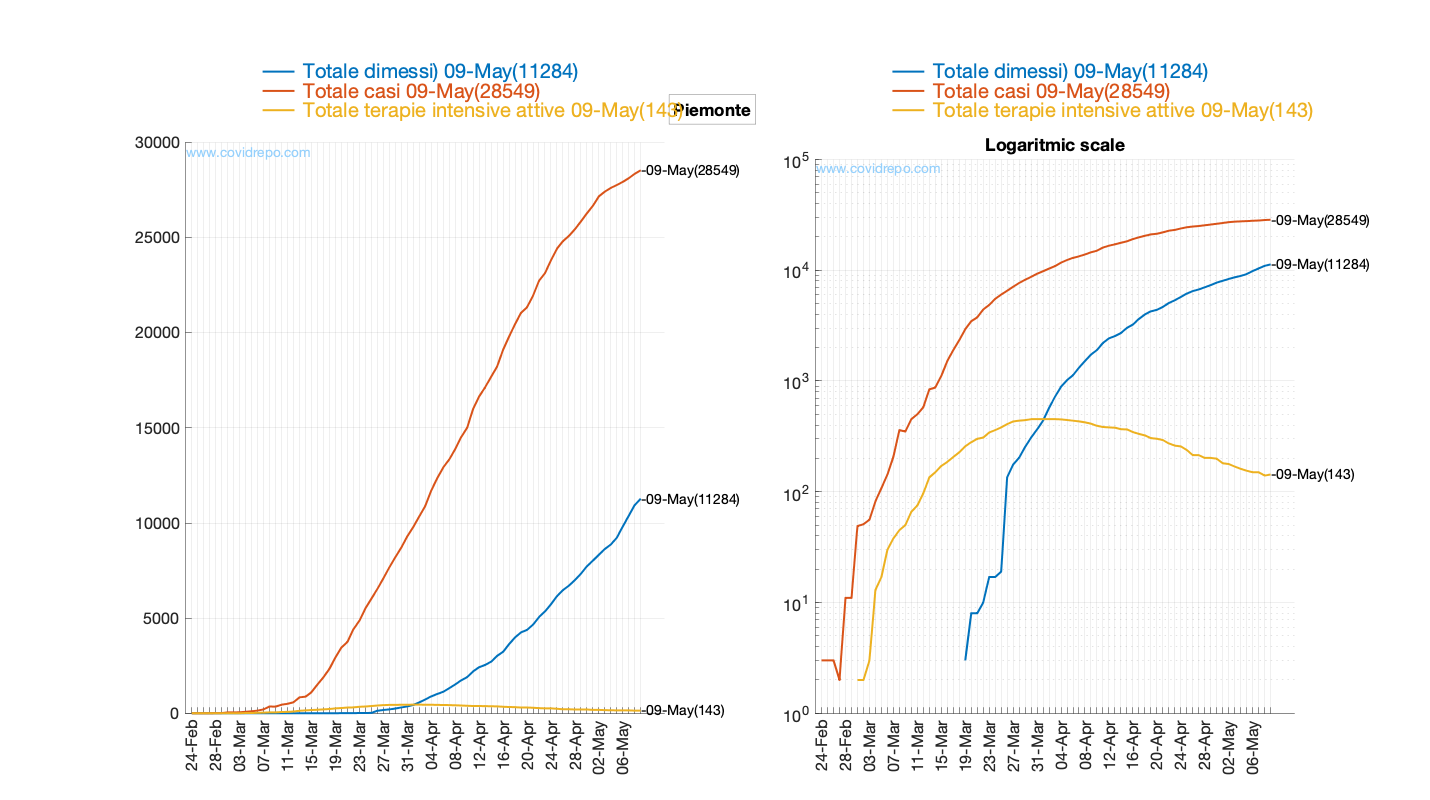 Totale dimessi) 09-May(11284)
Totale casi 09-May(28549)
Totale terapie intensive attive 09-May(143)
Piemonte
www.covidrepo.com
30000
25000
20000
15000
10000
5000
0
-09-May(28549)
-09-May(11284)
-09-May(143)
24-Feb
28-Feb
03-Mar
07-Mar
11-Mar
15-Mar
19-Mar
23-Mar
27-Mar
31-Mar
04-Apr
08-Apr
12-Apr
16-Apr
20-Apr
24-Apr
28-Apr
02-May
06-May
Totale dimessi) 09-May(11284)
Totale casi 09-May(28549)
Totale terapie intensive attive 09-May(143)
Logaritmic scale
www.covidrepo.com
10^5
10^4
10^3
10^2
10^1
10^0
-09-May(28549)
-09-May(11284)
-09-May(143)
24-Feb
28-Feb
03-Mar
07-Mar
11-Mar
15-Mar
19-Mar
23-Mar
27-Mar
31-Mar
04-Apr
08-Apr
12-Apr
16-Apr
20-Apr
24-Apr
28-Apr
02-May
06-May